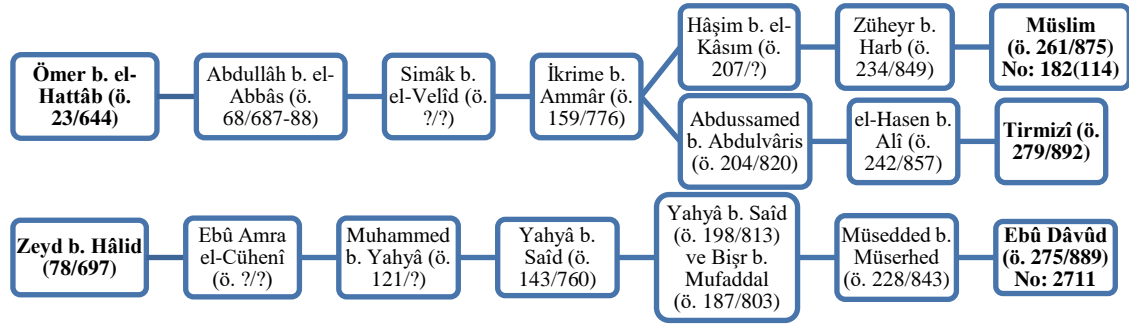 Ömer b. el-
Hattâb (ö.
23/644)
Abdullâh b. el-
Abbâs (ö.
68/687-88)
Simâk b.
el-Velîd (ö.
?/?)
İkrime b.
Ammâr (ö.
159/776)
Hâşim b. el-
Kâsım (ö.
207/?)
Züheyr b.
Harb (ö.
234/849)
Müslim
(ö. 261/875)
No: 182(114)
Abdussamed
b. Abdulvâris
(ö. 204/820)
el-Hasen b.
Alî (ö.
242/857)
Tirmizî (ö.
279/892)
Zeyd b. Hâlid
(78/697)
Ebû Amra
el-Cühenî
(ö. ?/?)
Muhammed
b. Yahyâ (ö.
121/?)
Yahyâ b.
Saîd (ö.
143/760)
Yahyâ b. Saîd
(ö. 198/813)
ve Bişr b.
Mufaddal
(ö. 187/803)
Müsedded b.
Müserhed
(ö. 228/843)
Ebû Dâvûd
(ö. 275/889)
No: 2711